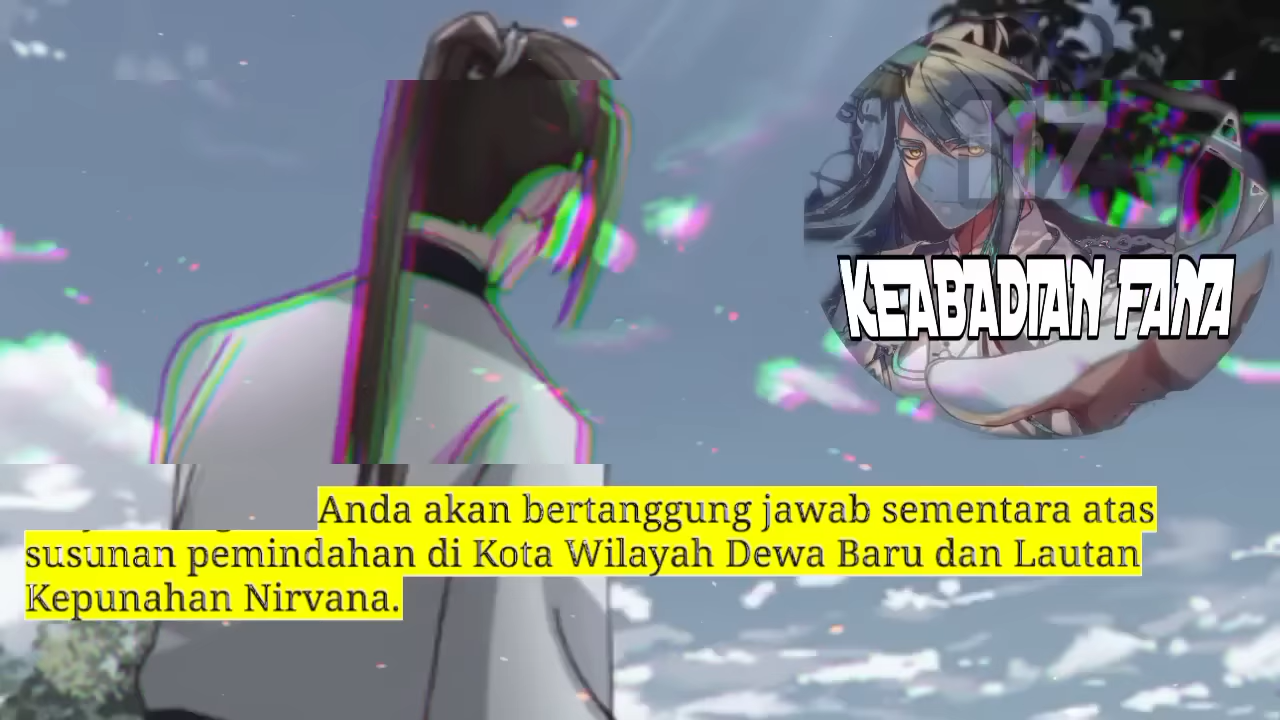 117
KEABADIAN FANA
Anda akan bertanggung jawab sementara atas
susunan pemindahan di Kota Wilayah Dewa Baru dan Lautan
Kepunahan Nirvana.